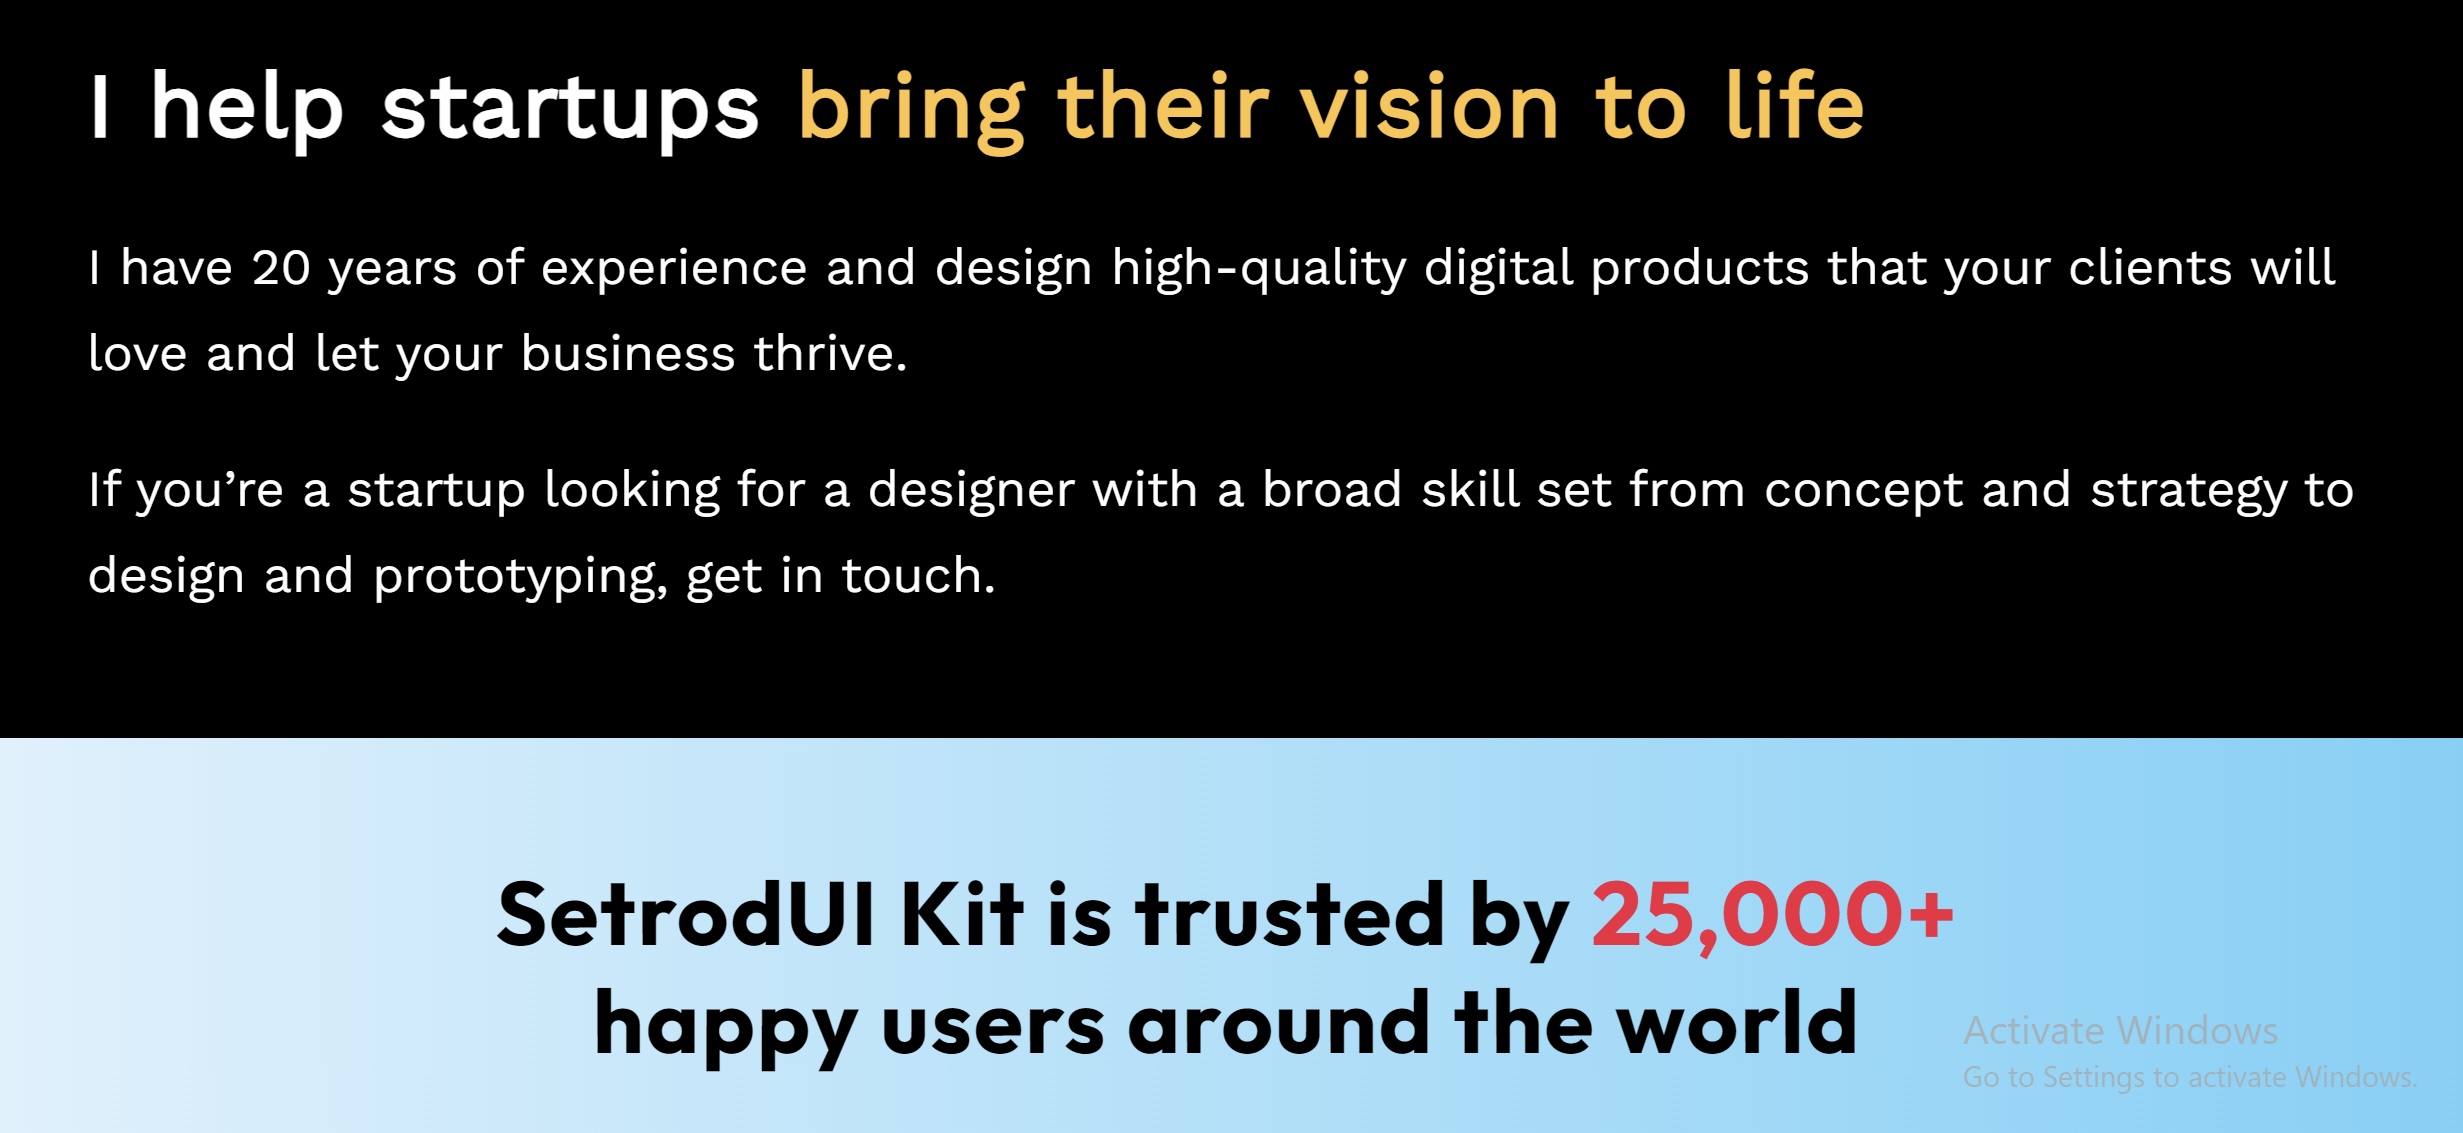 I help startups bring their vision to life
I have 20 years of experience and design high-quality digital products that your clients will
love and let your business thrive.
If you’re a startup looking for a designer with a broad skill set from concept and strategy to
design and prototyping, get in touch.
SetrodUI Kit is trusted by 25,000+
happy users around the world
Activate Windows
Go to Settings to activate Windows.